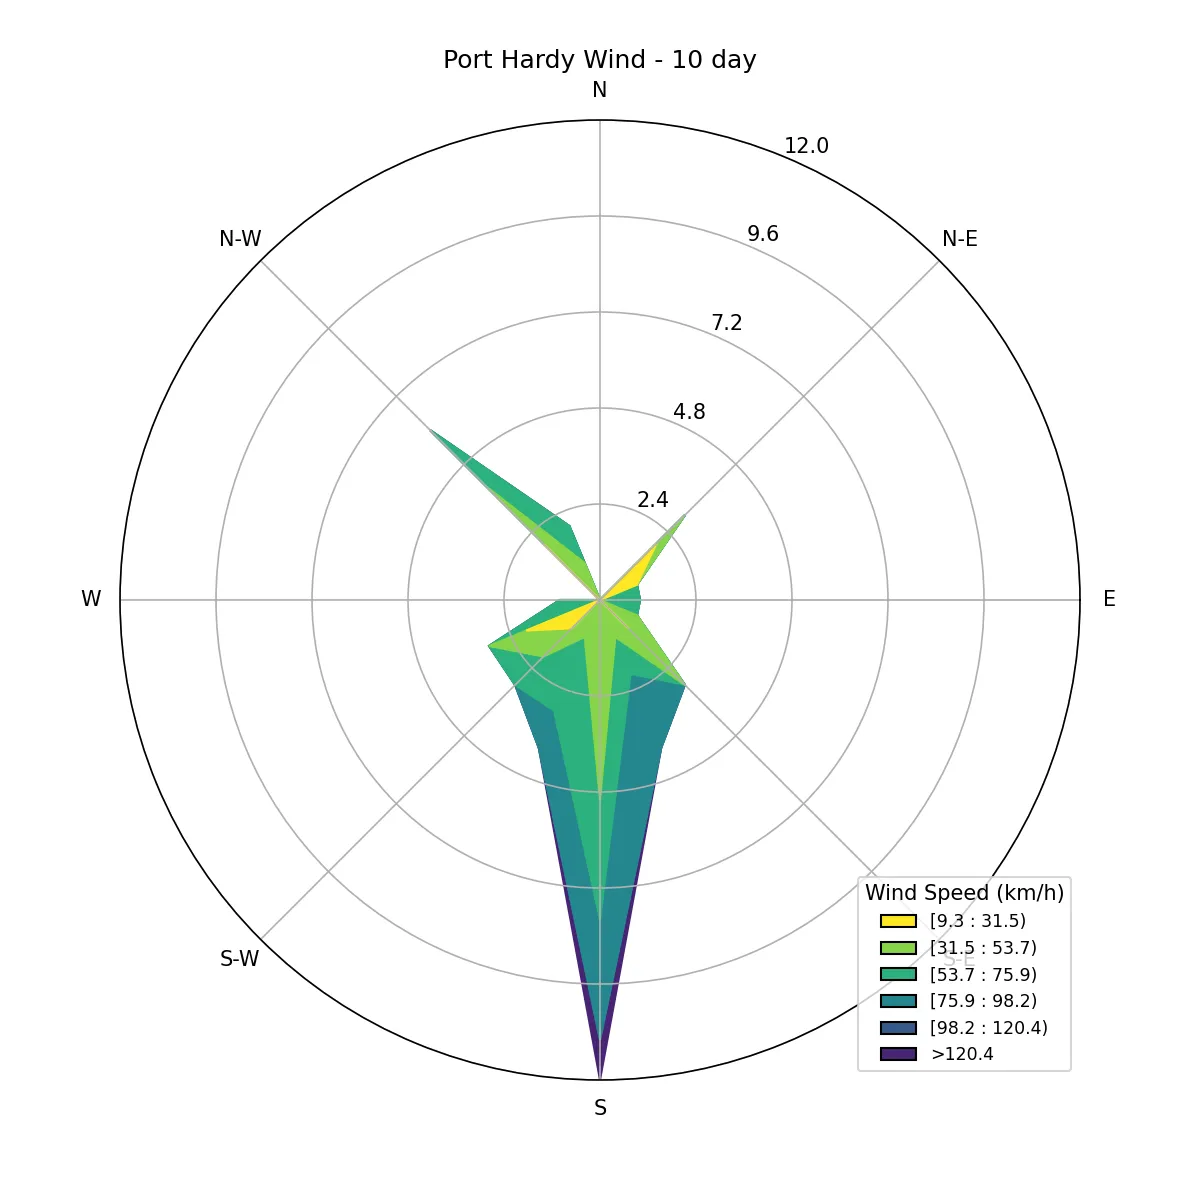 Port Hardy Wind - 10 day
N
12.0
N-W
9.6
N-E
7.2
4.8
2.4
W
E
Wind Speed (km/h)
[9.3 : 31.5)
[31.5 : 53.7)
S-W
S-E
[53.7 : 75.9)
[75.9 : 98.2)
[98.2 : 120.4)
>120.4
S